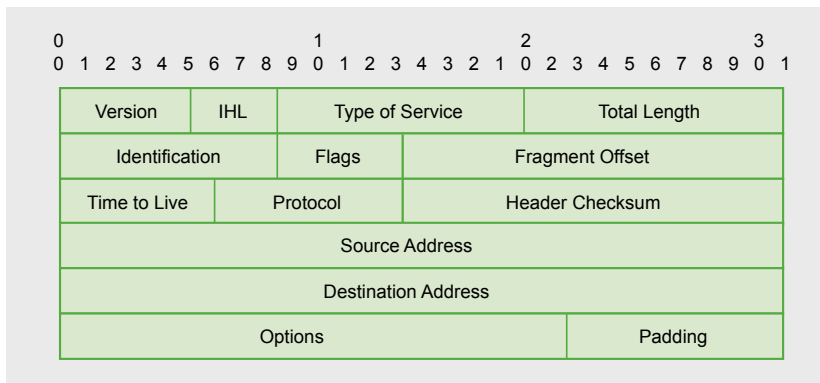 0 1 2 3
0 1 2 3 4 5 6 7 8 9 0 1 2 3 4 3 2 1 0 2 3 4 5 6 7 8 9 0 1
Version IHL Type of Service Total Length
Identification Flags Fragment Offset
Time to Live Protocol Header Checksum
Source Address
Destination Address
Options Padding